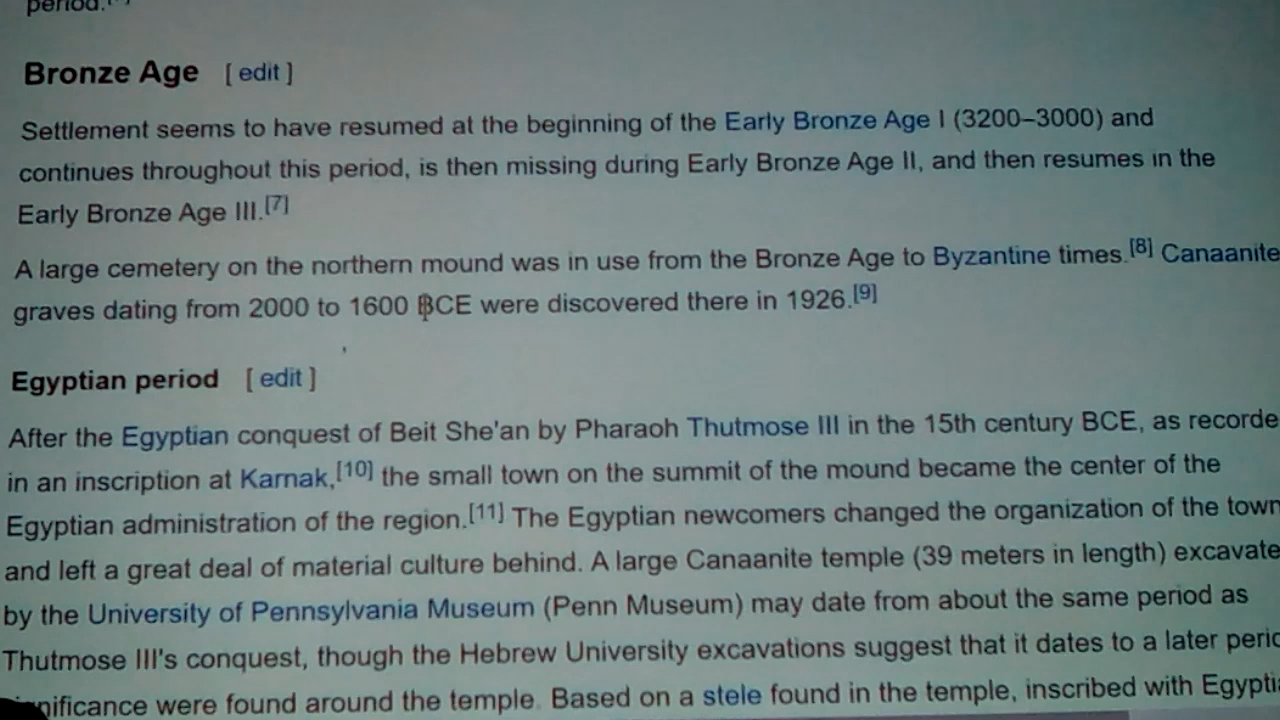 period.
Bronze Age [ edit ]
Settlement seems to have resumed at the beginning of the Early Bronze Age I (3200–3000) and
continues throughout this period, is then missing during Early Bronze Age II, and then resumes in the
Early Bronze Age III.[7]
A large cemetery on the northern mound was in use from the Bronze Age to Byzantine times.[8] Canaanite
graves dating from 2000 to 1600 BCE were discovered there in 1926.[9]
Egyptian period [ edit ]
After the Egyptian conquest of Beit She'an by Pharaoh Thutmose III in the 15th century BCE, as recorde
in an inscription at Karnak,[10] the small town on the summit of the mound became the center of the
Egyptian administration of the region.[11] The Egyptian newcomers changed the organization of the town
and left a great deal of material culture behind. A large Canaanite temple (39 meters in length) excavate
by the University of Pennsylvania Museum (Penn Museum) may date from about the same period as
Thutmose III's conquest, though the Hebrew University excavations suggest that it dates to a later perio
nificance were found around the temple. Based on a stele found in the temple, inscribed with Egyptia